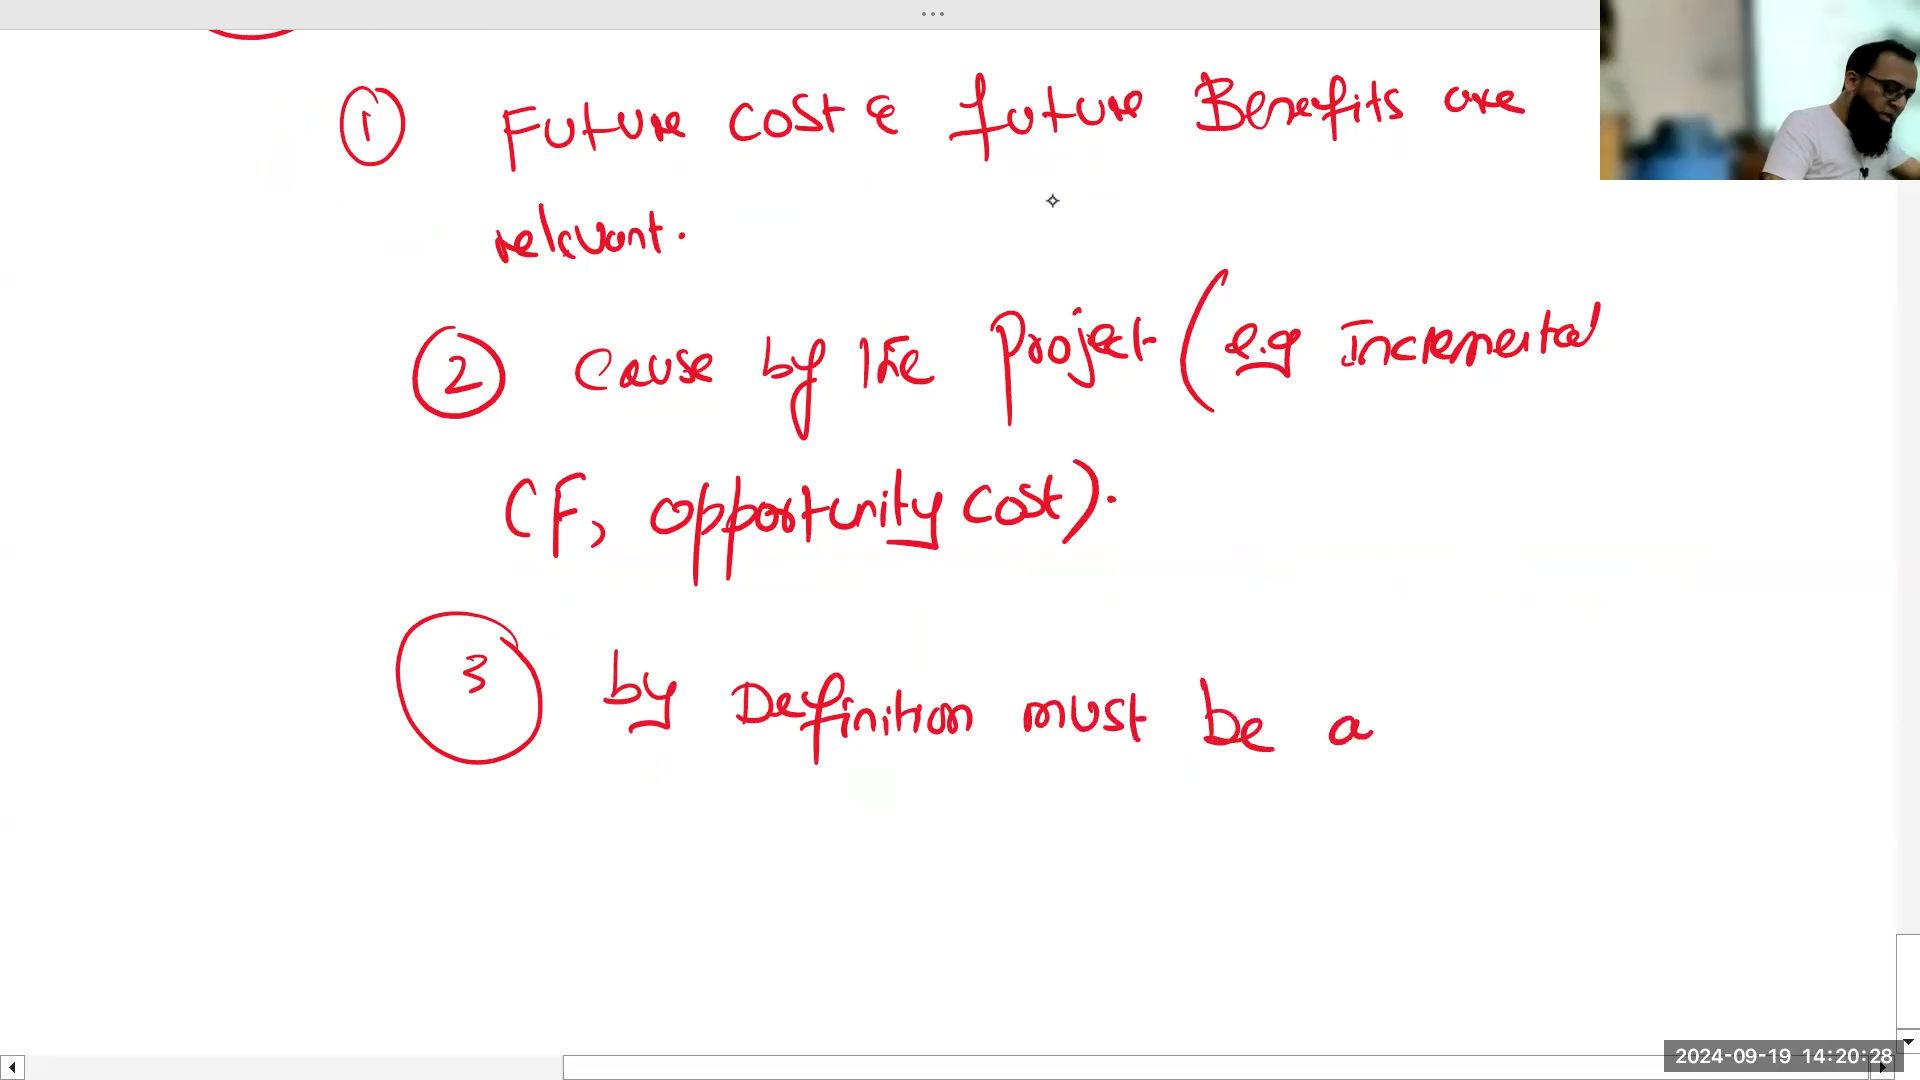 1 Future cost & future Benefits are
relevant.
2 Cause by the Project (e.g Incremental
CF, opportunity cost).
3 by Definition must be a
2024-09-19 14:20:28